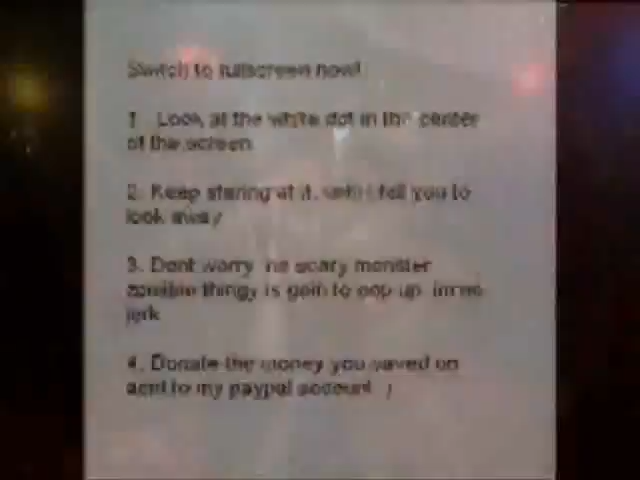 Switch to fullscreen now!
1. Look at the white dot in the center
of the screen
2. Keep staring at it, until i tell you to
look away
3. Dont worry no scary monster
zombie thingy is goin to pop up, im no
jerk
4. Donate the money you saved on
to my paypal account